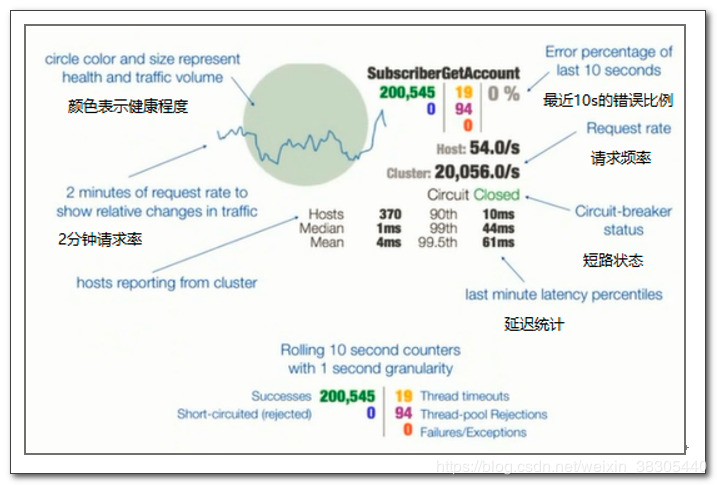 circle color and size represent
health and traffic volume
颜色表示健康程度
SubscriberGetAccount
200,545 19 0 %
0 94
0
Error percentage of
last 10 seconds
最近10s的错误比例
Request rate
请求频率
Host: 54.0/s
Cluster: 20,056.0/s
Circuit Closed
Hosts 370 90th 10ms
Median 1ms 99th 44ms
Mean 4ms 99.5th 61ms
Circuit-breaker
status
短路状态
2 minutes of request rate to
show relative changes in traffic
2分钟请求率
hosts reporting from cluster
last minute latency percentiles
延迟统计
Rolling 10 second counters
with 1 second granularity
Successes 200,545 19 Thread timeouts
Short-circuited (rejected) 0 94 Thread-pool Rejections
0 Failures/Exceptions
https://blog.csdn.net/weixin_38305440